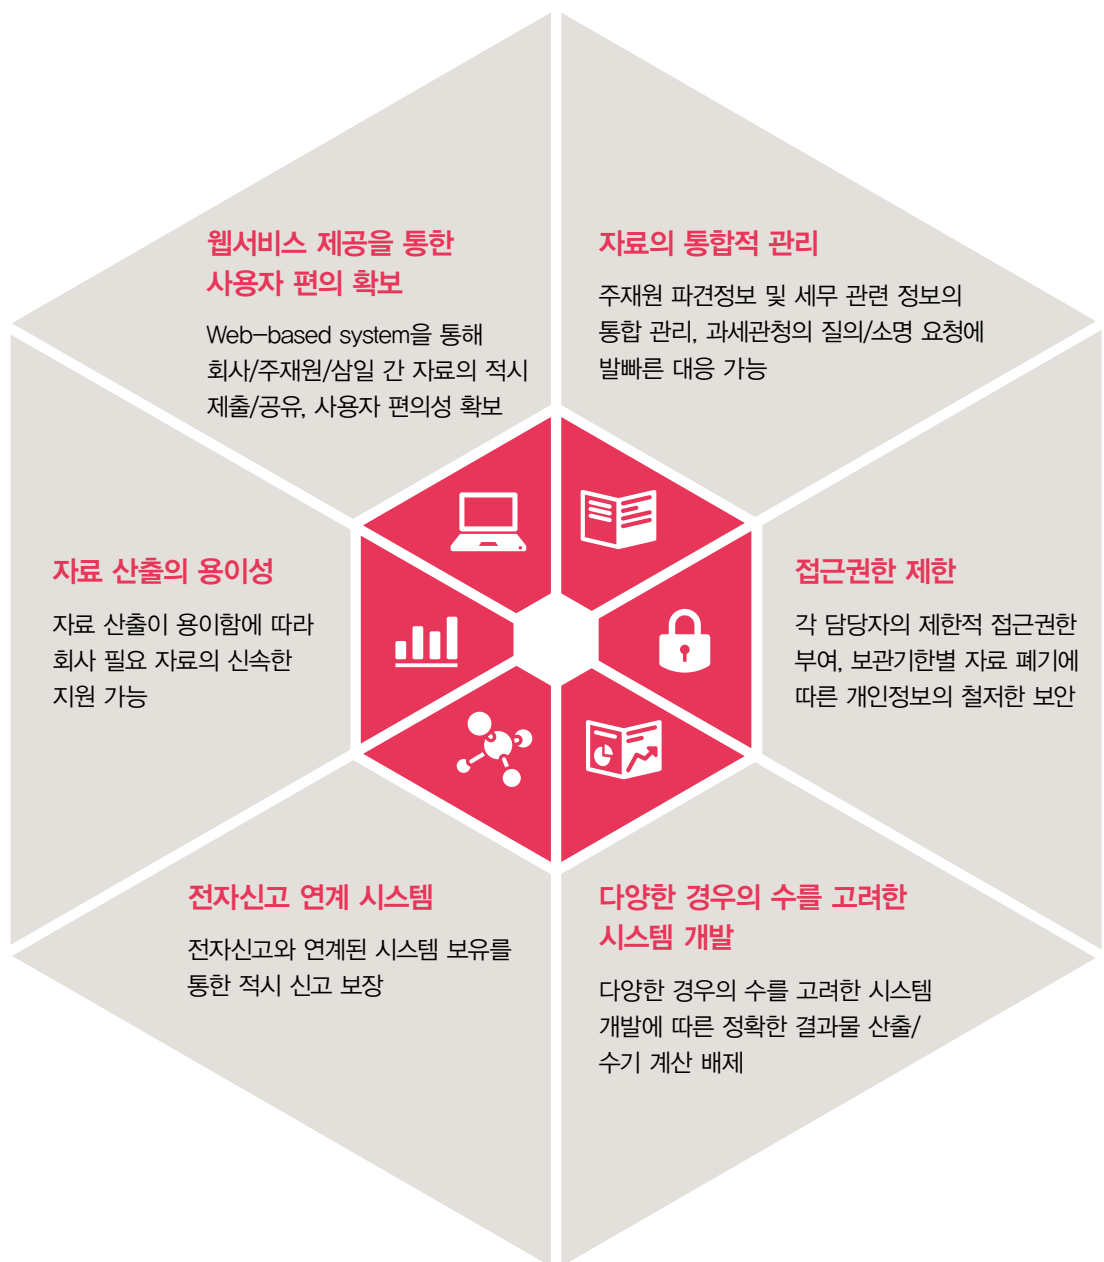 웹서비스 제공을 통한
사용자 편의 확보
Web-based system을 통해
회사/주재원/삼일 간 자료의 적시
제출/공유, 사용자 편의성 확보
자료의 통합적 관리
주재원 파견정보 및 세무 관련 정보의
통합 관리, 과세관청의 질의/소명 요청에
발빠른 대응 가능
자료 산출의 용이성
자료 산출이 용이함에 따라
회사 필요 자료의 신속한
지원 가능
접근권한 제한
각 담당자의 제한적 접근권한
부여, 보관기한별 자료 폐기에
따른 개인정보의 철저한 보안
전자신고 연계 시스템
전자신고와 연계된 시스템 보유를
통한 적시 신고 보장
다양한 경우의 수를 고려한
시스템 개발
다양한 경우의 수를 고려한 시스템
개발에 따른 정확한 결과물 산출/
수기 계산 배제